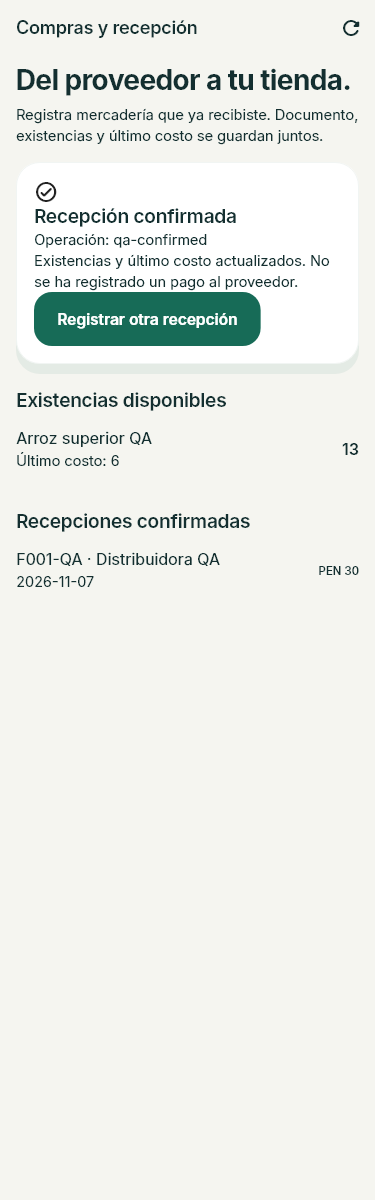 Compras y recepción
Del proveedor a tu tienda.
Registra mercadería que ya recibiste. Documento,
existencias y último costo se guardan juntos.
Recepción confirmada
Operación: qa-confirmed
Existencias y último costo actualizados. No
se ha registrado un pago al proveedor.
Registrar otra recepción
Existencias disponibles
Arroz superior QA
Último costo: 6
13
Recepciones confirmadas
F001-QA · Distribuidora QA
2026-11-07
PEN 30